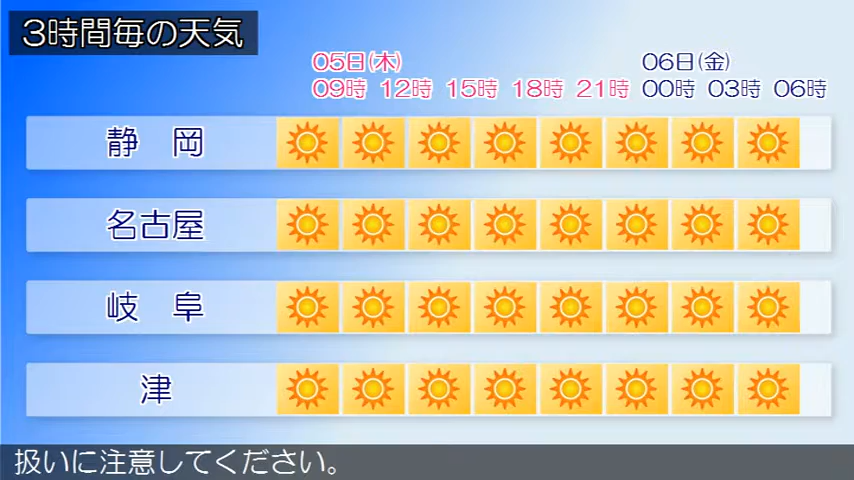 3時間毎の天気
05日(木) 06日(金)
09時 12時 15時 18時 21時 00時 03時 06時
静 岡
名古屋
岐 阜
津
扱いに注意してください。